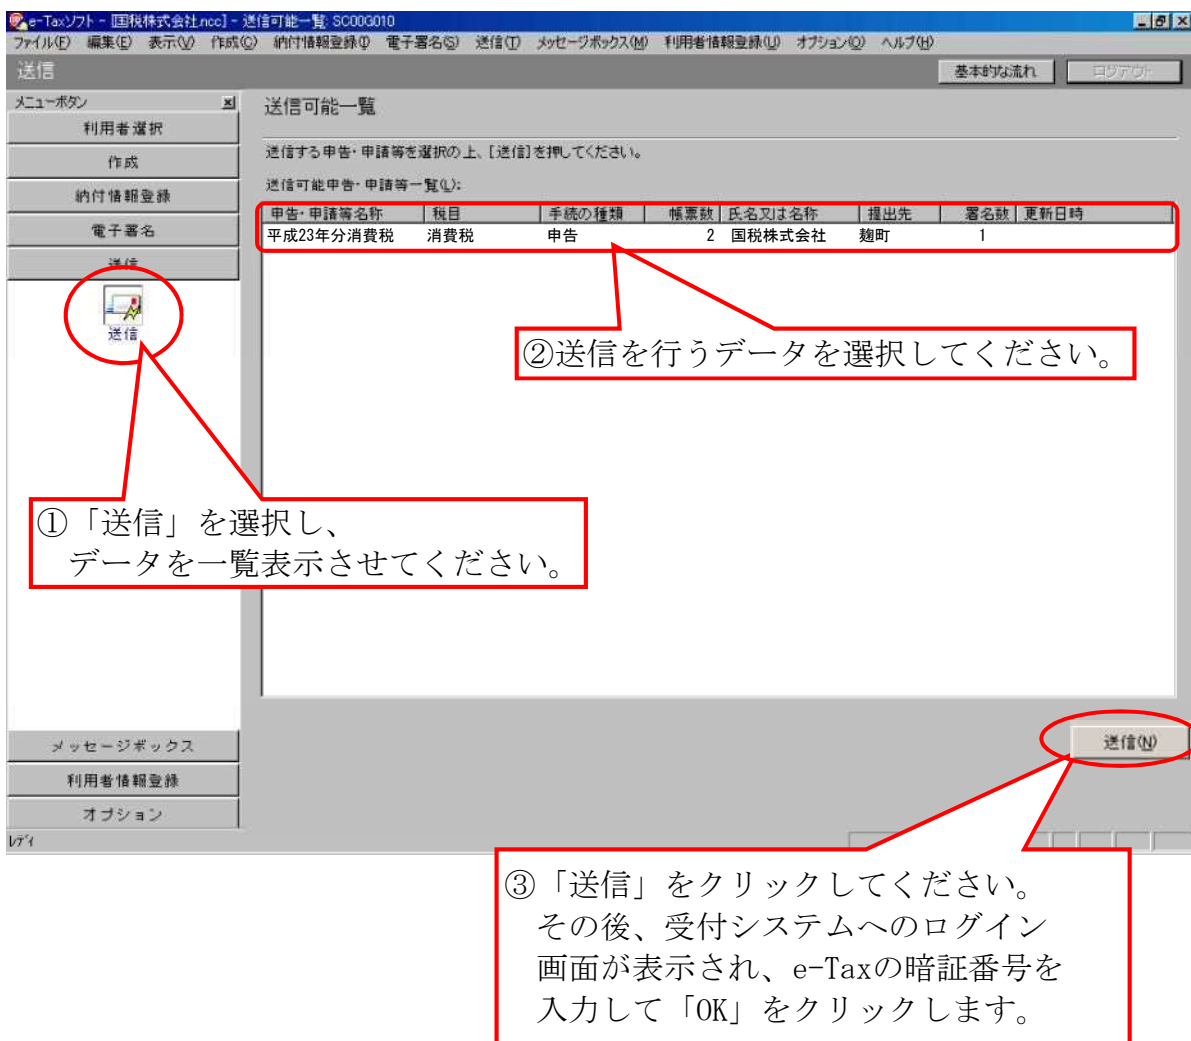 e-Taxソフト - [国税株式会社.ncc] - 送信可能一覧: SC00G010
ファイル(F) 編集(E) 表示(V) 作成(C) 納付情報登録(I) 電子署名(S) 送信(T) メッセージボックス(M) 利用者情報登録(U) オプション(O) ヘルプ(H)
送信 基本的な流れ ログアウト
メニューボタン
利用者選択
作成
納付情報登録
電子署名
送信
送信
送信可能一覧
送信する申告・申請等を選択の上、[送信]を押してください。
送信可能申告・申請等一覧(L):
申告・申請等名称 税目 手続の種類 帳票数 氏名又は名称 提出先 署名数 更新日時
平成23年分消費税 消費税 申告 2 国税株式会社 麹町 1
②送信を行うデータを選択してください。
①「送信」を選択し、
データを一覧表示させてください。
送信(N)
メッセージボックス
利用者情報登録
オプション
レディ
③「送信」をクリックしてください。
その後、受付システムへのログイン
画面が表示され、e-Taxの暗証番号を
入力して「OK」をクリックします。